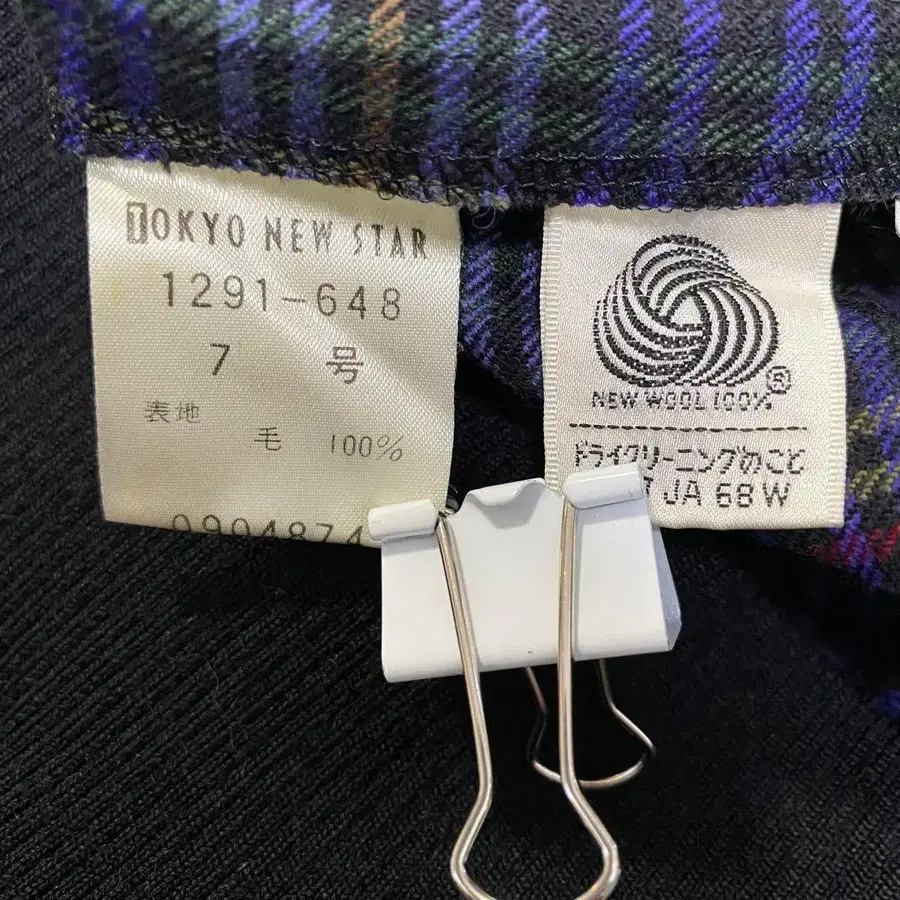 TOKYO NEW STAR
1291-648
7 号
表地
毛 100%
NEW WOOL 100%
®
ドライクリーニングのこと
JA 68W